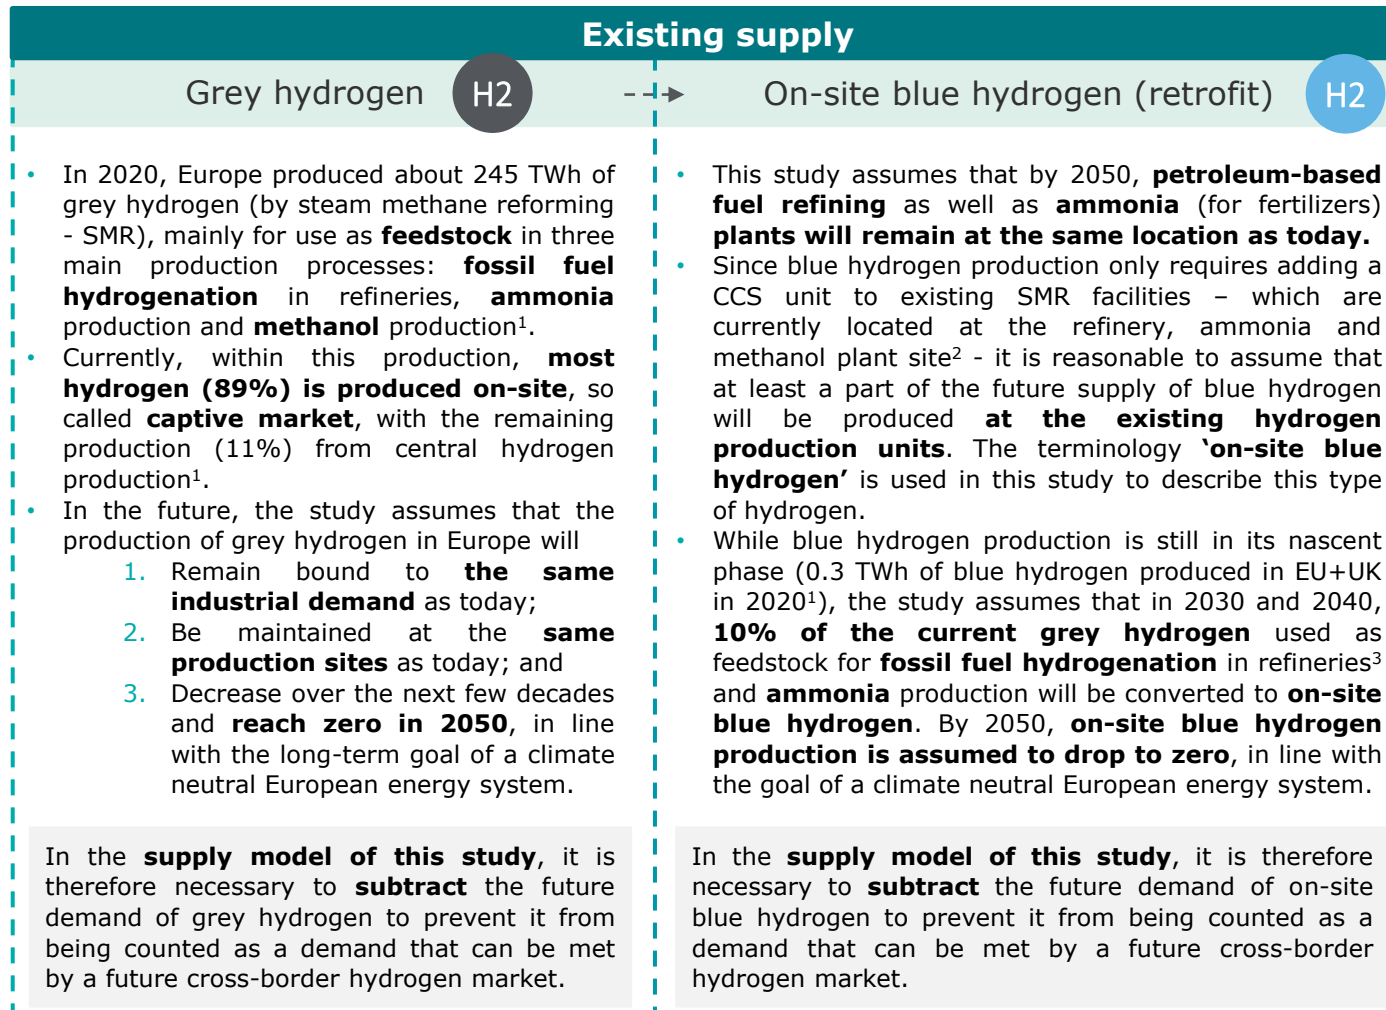 Existing supply
Grey hydrogen H2
In 2020, Europe produced about 245 TWh of
grey hydrogen (by steam methane reforming
- SMR), mainly for use as feedstock in three
main production processes: fossil fuel
hydrogenation in refineries, ammonia
production and methanol production¹.
Currently, within this production, most
hydrogen (89%) is produced on-site, so
called captive market, with the remaining
production (11%) from central hydrogen
production¹.
In the future, the study assumes that the
production of grey hydrogen in Europe will
1. Remain bound to the same
industrial demand as today;
2. Be maintained at the same
production sites as today; and
3. Decrease over the next few decades
and reach zero in 2050, in line
with the long-term goal of a climate
neutral European energy system.
In the supply model of this study, it is
therefore necessary to subtract the future
demand of grey hydrogen to prevent it from
being counted as a demand that can be met
by a future cross-border hydrogen market.
On-site blue hydrogen (retrofit) H2
This study assumes that by 2050, petroleum-based
fuel refining as well as ammonia (for fertilizers)
plants will remain at the same location as today.
Since blue hydrogen production only requires adding a
CCS unit to existing SMR facilities – which are
currently located at the refinery, ammonia and
methanol plant site² - it is reasonable to assume that
at least a part of the future supply of blue hydrogen
will be produced at the existing hydrogen
production units. The terminology ‘on-site blue
hydrogen’ is used in this study to describe this type
of hydrogen.
While blue hydrogen production is still in its nascent
phase (0.3 TWh of blue hydrogen produced in EU+UK
in 2020¹), the study assumes that in 2030 and 2040,
10% of the current grey hydrogen used as
feedstock for fossil fuel hydrogenation in refineries³
and ammonia production will be converted to on-site
blue hydrogen. By 2050, on-site blue hydrogen
production is assumed to drop to zero, in line with
the goal of a climate neutral European energy system.
In the supply model of this study, it is therefore
necessary to subtract the future demand of on-site
blue hydrogen to prevent it from being counted as a
demand that can be met by a future cross-border
hydrogen market.